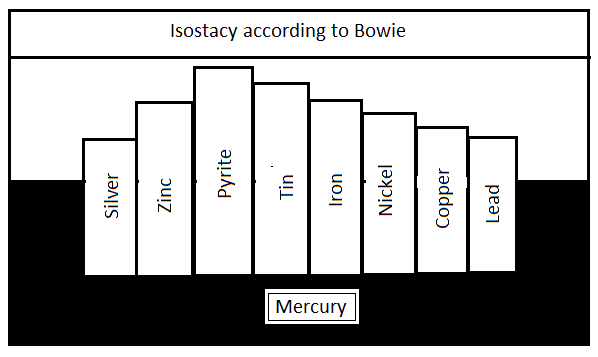 Isostacy according to Bowie
Silver
Zinc
Pyrite
Tin
Iron
Nickel
Copper
Lead
Mercury